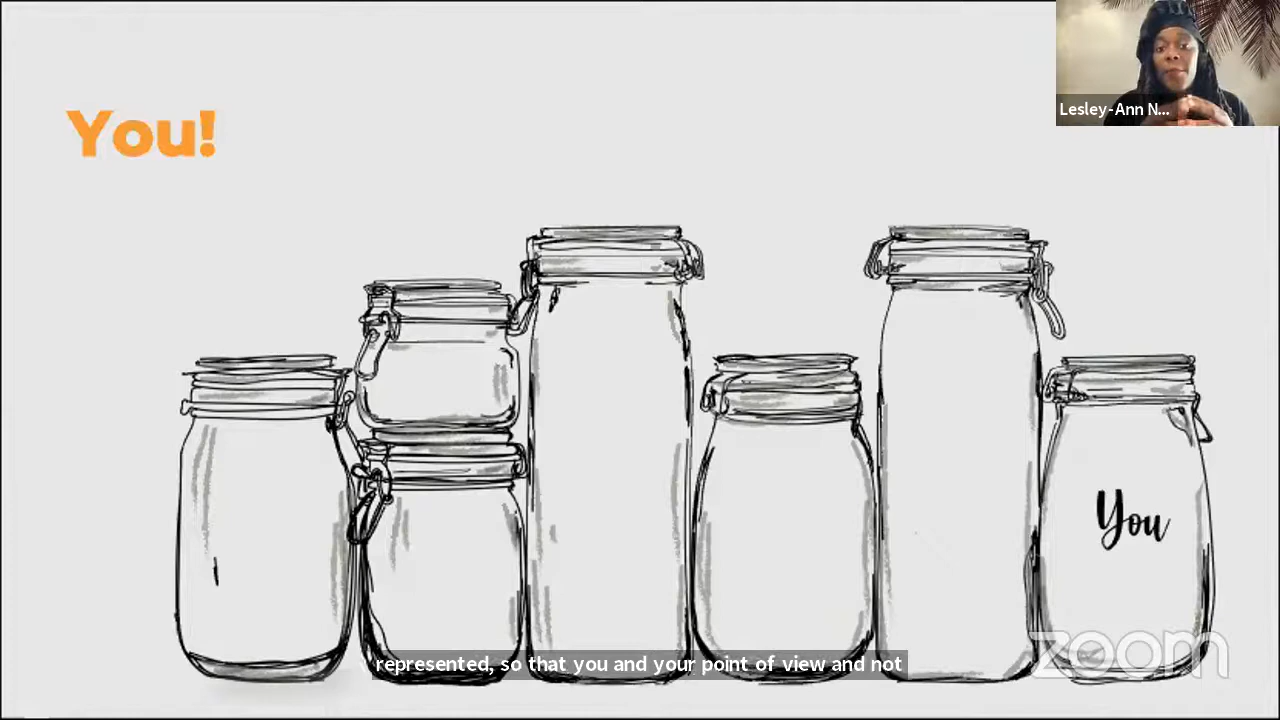 You!
Lesley-Ann N...
You
represented, so that you and your point of view and not
zoom